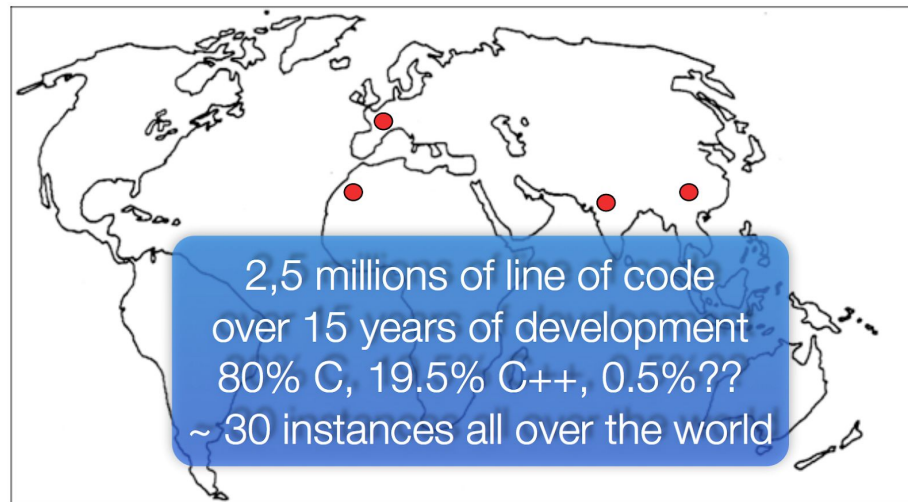 2,5 millions of line of code
over 15 years of development
80% C, 19.5% C++, 0.5%??
~ 30 instances all over the world